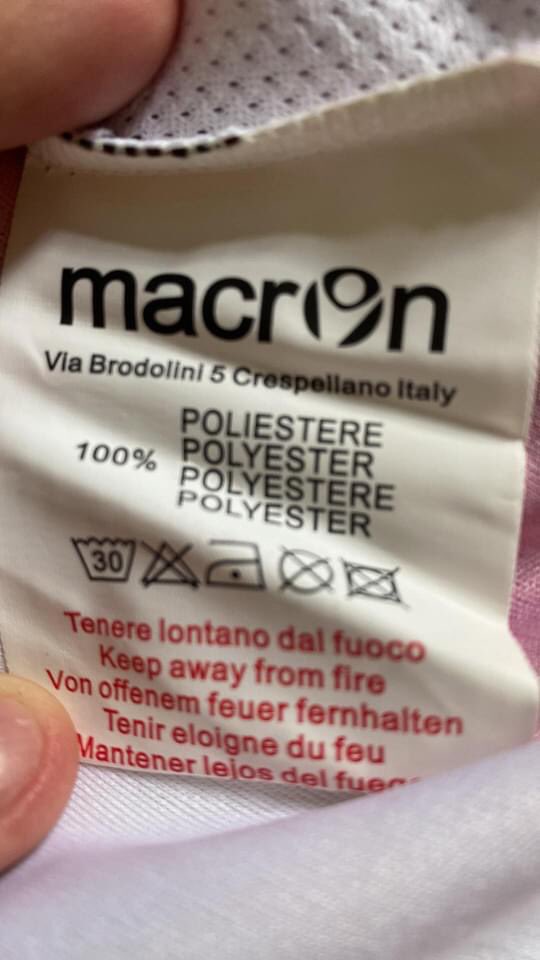 macron
Via Brodolini 5 Crespellano Italy
POLIESTERE
100% POLYESTER
POLYESTERE
POLYESTER
30
Tenere lontano dal fuoco
Keep away from fire
Von offenem feuer fernhalten
Tenir eloigne du feu
Mantener lejos del fuego